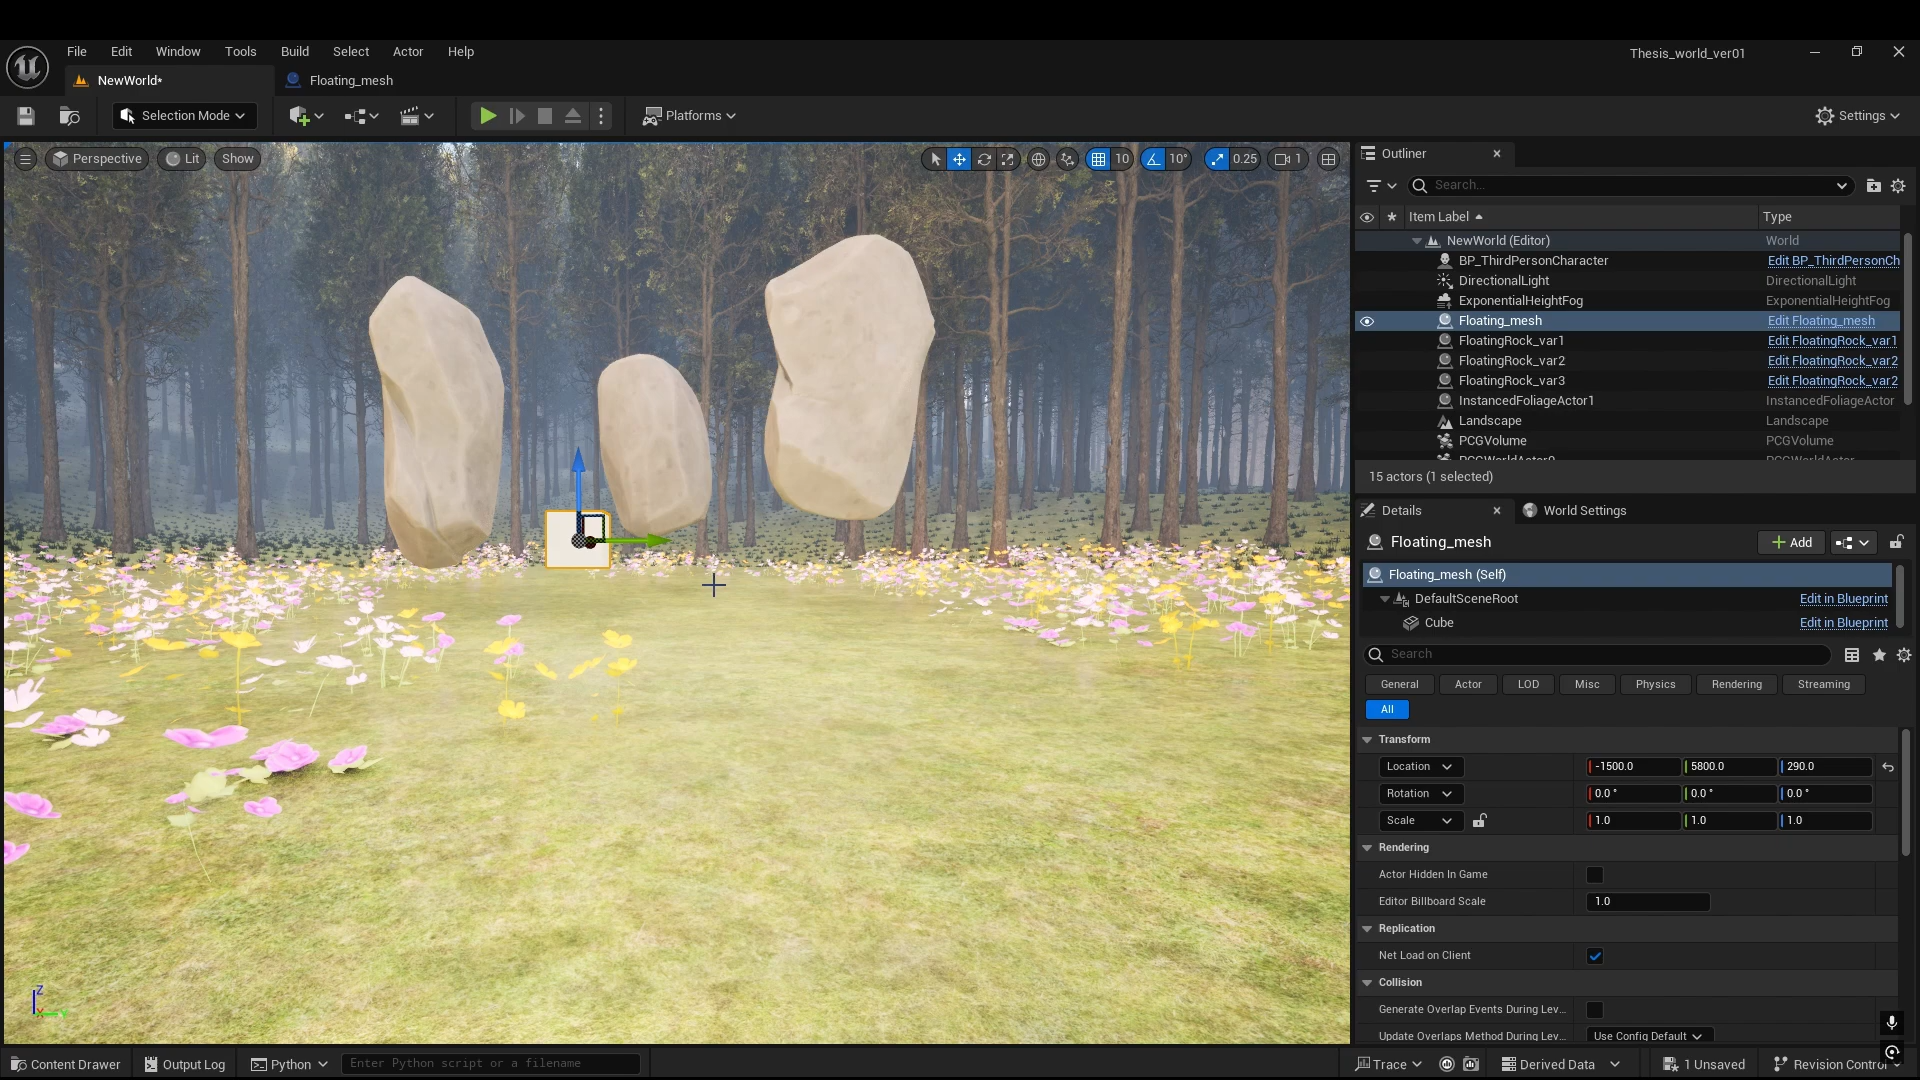 File Edit Window Tools Build Select Actor Help
Thesis_world_ver01
NewWorld* Floating_mesh
Selection Mode Platforms Settings
Perspective Lit Show 10 10° 0.25 1
Outliner
Search...
Item Label Type
NewWorld (Editor) World
BP_ThirdPersonCharacter Edit BP_ThirdPersonCh
DirectionalLight DirectionalLight
ExponentialHeightFog ExponentialHeightFog
Floating_mesh Edit Floating_mesh
FloatingRock_var1 Edit FloatingRock_var1
FloatingRock_var2 Edit FloatingRock_var2
FloatingRock_var3 Edit FloatingRock_var2
InstancedFoliageActor1 InstancedFoliageActor
Landscape Landscape
PCGVolume PCGVolume
15 actors (1 selected)
Details World Settings
Floating_mesh Add
Floating_mesh (Self)
DefaultSceneRoot Edit in Blueprint
Cube Edit in Blueprint
Search
General Actor LOD Misc Physics Rendering Streaming
All
Transform
Location -1500.0 5800.0 290.0
Rotation 0.0° 0.0° 0.0°
Scale 1.0 1.0 1.0
Rendering
Actor Hidden In Game
Editor Billboard Scale 1.0
Replication
Net Load on Client
Collision
Generate Overlap Events During Lev...
Update Overlaps Method During Lev... Use Config Default
Z
Content Drawer Output Log Python Enter Python script or a filename Trace Derived Data 1 Unsaved Revision Control